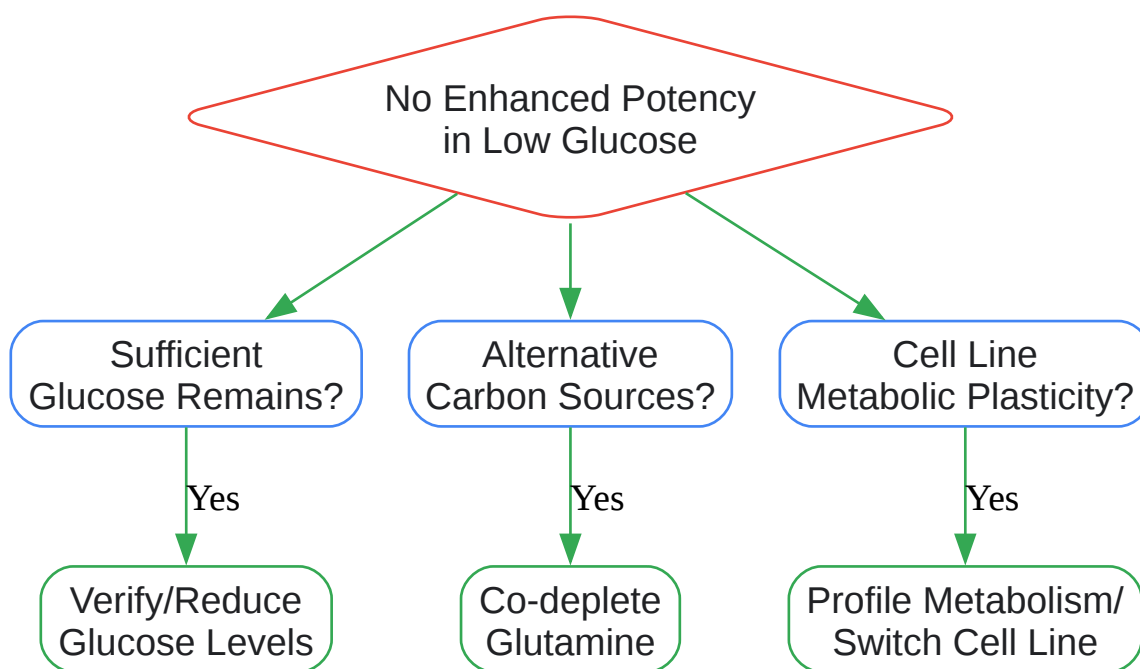 No Enhanced Potency
in Low Glucose
Sufficient
Glucose Remains?
Alternative
Carbon Sources?
Cell Line
Metabolic Plasticity?
Yes
Yes
Yes
Verify/Reduce
Glucose Levels
Co-deplete
Glutamine
Profile Metabolism/
Switch Cell Line